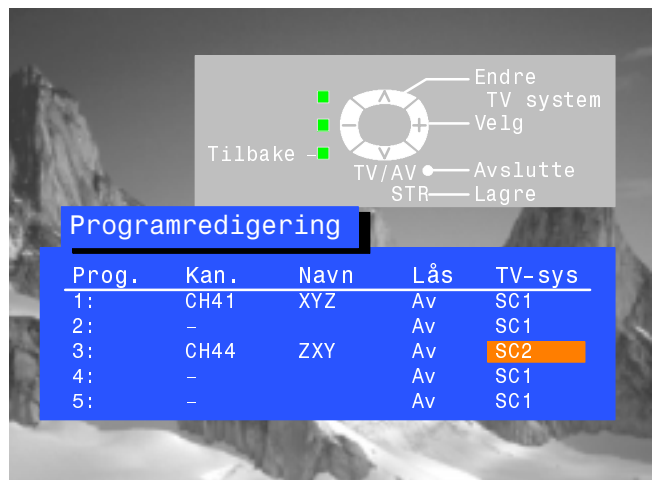 Endre
TV system
Velg
Tilbake
TV/AV Avslutte
STR Lagre
Programredigering
Prog. Kan. Navn Lås TV-sys
1: CH41 XYZ Av SC1
2: – Av SC1
3: CH44 ZXY Av SC2
4: – Av SC1
5: – Av SC1